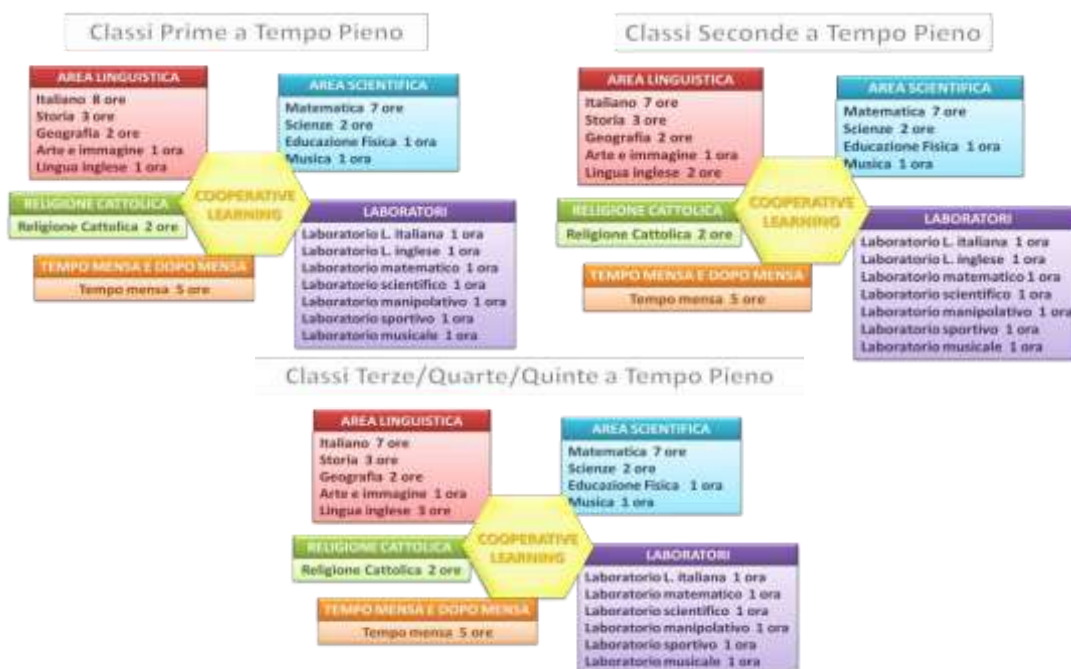 Classi Prime a Tempo Pieno
AREA LINGUISTICA
Italiano 8 ore
Storia 3 ore
Geografia 2 ore
Arte e immagine 1 ora
Lingua inglese 1 ora
AREA SCIENTIFICA
Matematica 7 ore
Scienze 2 ore
Educazione Fisica 1 ora
Musica 1 ora
COOPERATIVE
LEARNING
RELIGIONE CATTOLICA
Religione Cattolica 2 ore
TEMPO MENSA E DOPO MENSA
Tempo mensa 5 ore
LABORATORI
Laboratorio L. Italiana 1 ora
Laboratorio L. inglese 1 ora
Laboratorio matematico 1 ora
Laboratorio scientifico 1 ora
Laboratorio manipolativo 1 ora
Laboratorio sportivo 1 ora
Laboratorio musicale 1 ora
Classi Seconde a Tempo Pieno
AREA LINGUISTICA
Italiano 7 ore
Storia 3 ore
Geografia 2 ore
Arte e immagine 1 ora
Lingua inglese 2 ore
AREA SCIENTIFICA
Matematica 7 ore
Scienze 2 ore
Educazione Fisica 1 ora
Musica 1 ora
COOPERATIVE
LEARNING
RELIGIONE CATTOLICA
Religione Cattolica 2 ore
TEMPO MENSA E DOPO MENSA
Tempo mensa 5 ore
LABORATORI
Laboratorio L. italiana 1 ora
Laboratorio L. inglese 1 ora
Laboratorio matematico 1 ora
Laboratorio scientifico 1 ora
Laboratorio manipolativo 1 ora
Laboratorio sportivo 1 ora
Laboratorio musicale 1 ora
Classi Terze/Quarte/Quinte a Tempo Pieno
AREA LINGUISTICA
Italiano 7 ore
Storia 3 ore
Geografia 2 ore
Arte e immagine 1 ora
Lingua inglese 3 ore
AREA SCIENTIFICA
Matematica 7 ore
Scienze 2 ore
Educazione Fisica 1 ora
Musica 1 ora
COOPERATIVE
LEARNING
RELIGIONE CATTOLICA
Religione Cattolica 2 ore
TEMPO MENSA E DOPO MENSA
Tempo mensa 5 ore
LABORATORI
Laboratorio L. italiana 1 ora
Laboratorio matematico 1 ora
Laboratorio scientifico 1 ora
Laboratorio manipolativo 1 ora
Laboratorio sportivo 1 ora
Laboratorio musicale 1 ora